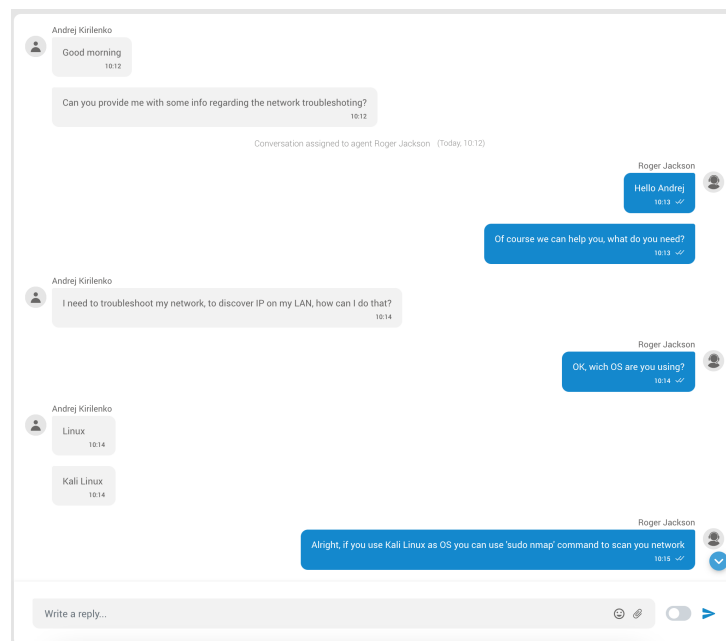 Andrej Kirilenko
Good morning
10:12
Can you provide me with some info regarding the network troubleshoting?
10:12
Conversation assigned to agent Roger Jackson (Today, 10:12)
Roger Jackson
Hello Andrej
10:13
Of course we can help you, what do you need?
10:13
Andrej Kirilenko
I need to troubleshoot my network, to discover IP on my LAN, how can I do that?
10:14
Roger Jackson
OK, wich OS are you using?
10:14
Andrej Kirilenko
Linux
10:14
Kali Linux
10:14
Roger Jackson
Alright, if you use Kali Linux as OS you can use 'sudo nmap' command to scan you network
10:15
Write a reply...